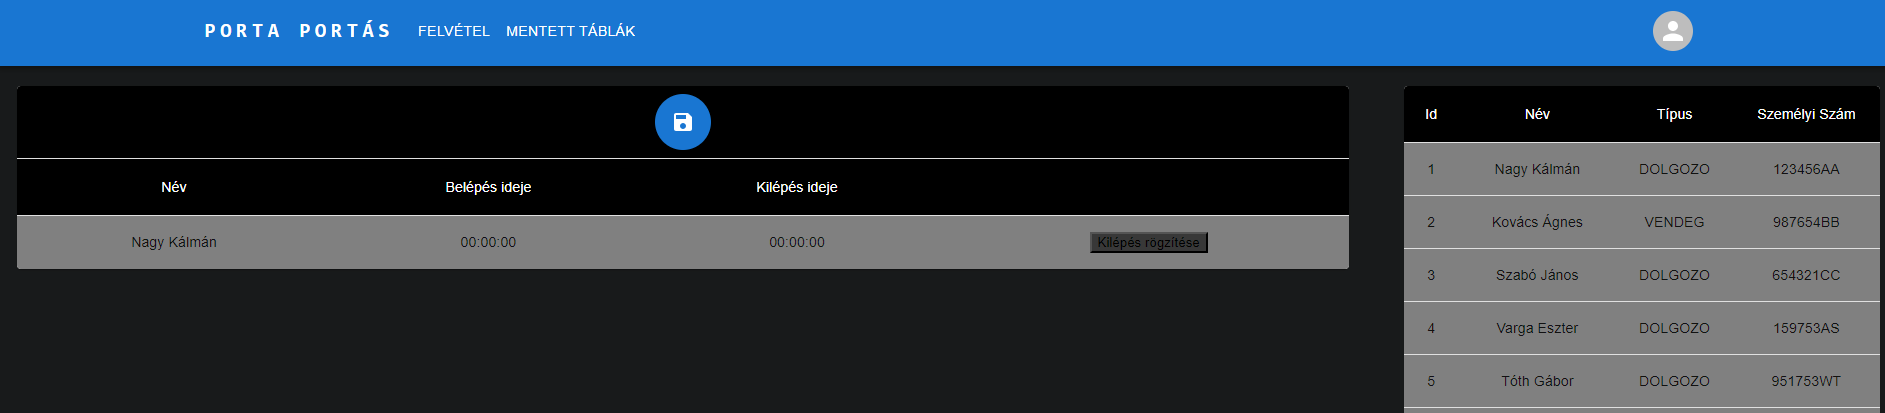 PORTA PORTÁS FELVÉTEL MENTETT TÁBLÁK
Név Belépés ideje Kilépés ideje
Nagy Kálmán 00:00:00 00:00:00 Kilépés rögzítése
Id Név Típus Személyi Szám
1 Nagy Kálmán DOLGOZO 123456AA
2 Kovács Ágnes VENDEG 987654BB
3 Szabó János DOLGOZO 654321CC
4 Varga Eszter DOLGOZO 159753AS
5 Tóth Gábor DOLGOZO 951753WT